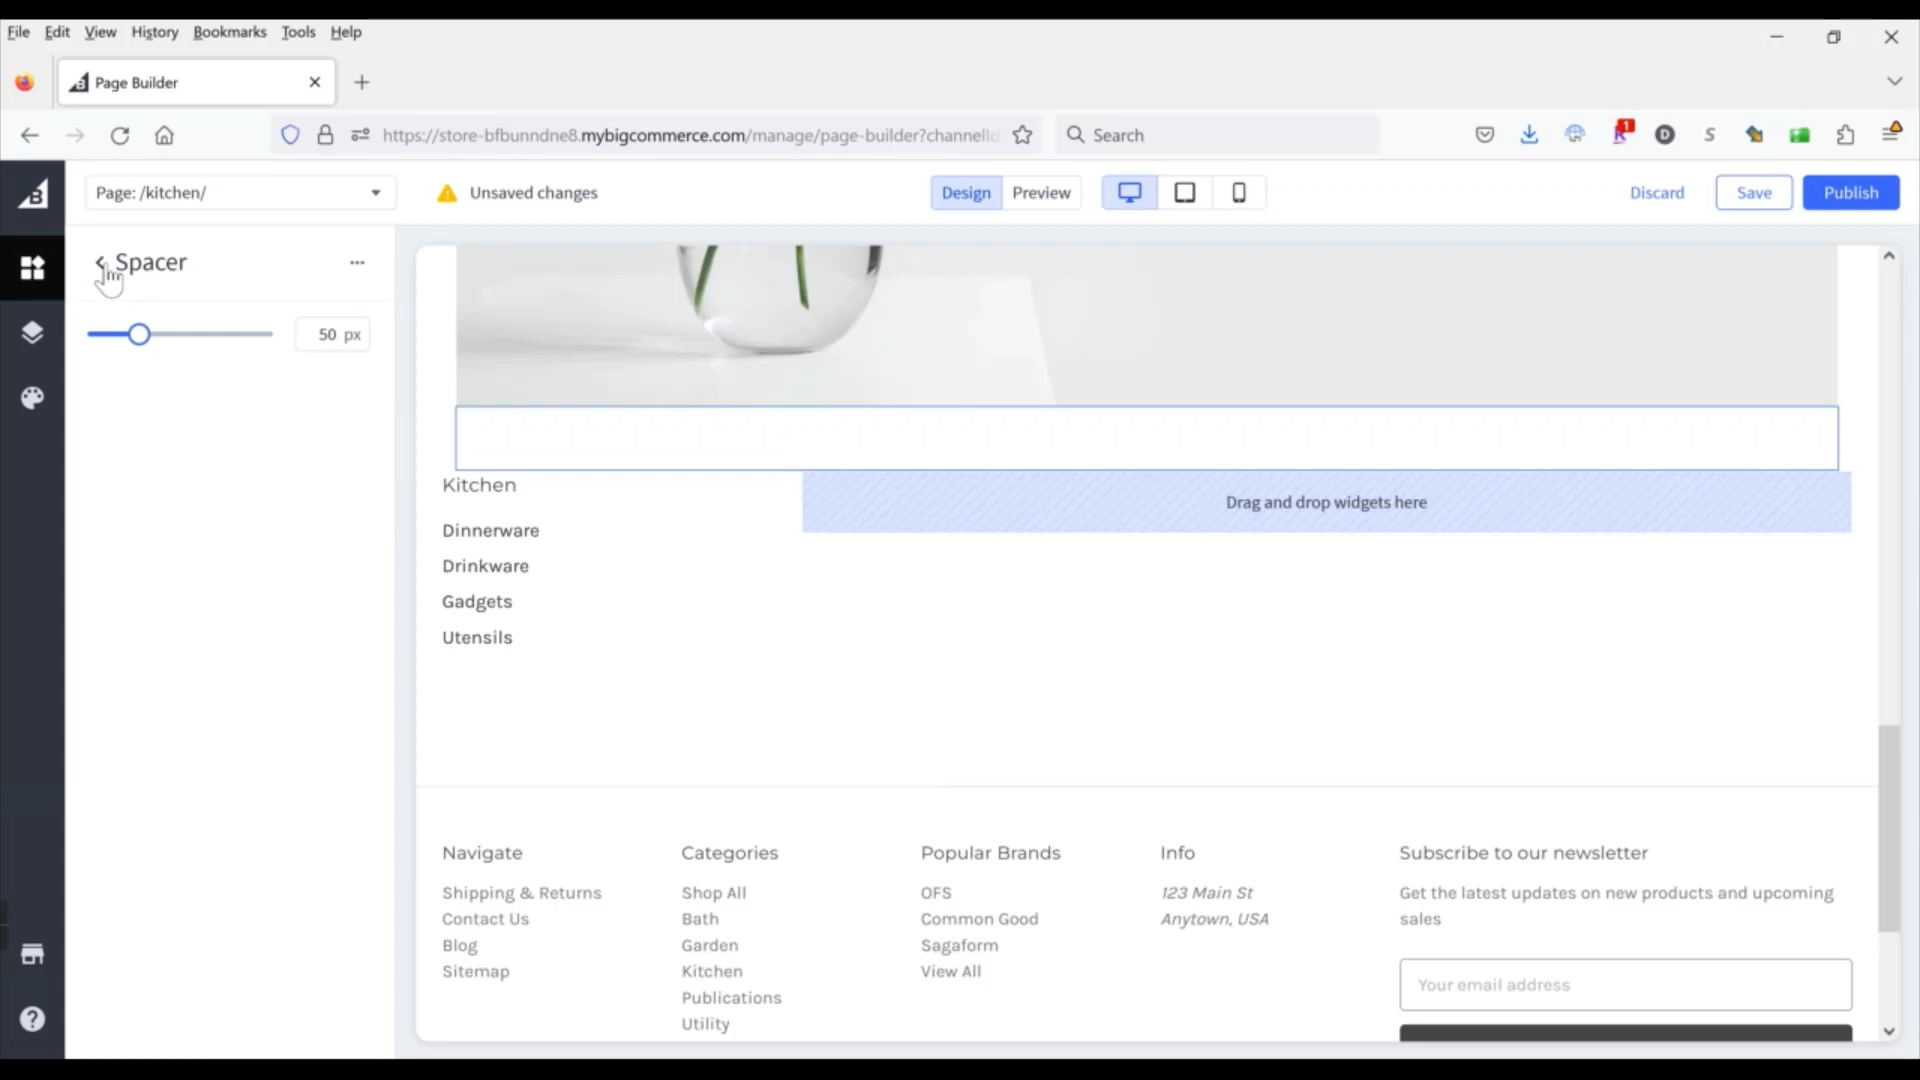 File Edit View History Bookmarks Tools Help
Page Builder
https://store-bfbunndne8.mybigcommerce.com/manage/page-builder?channelId
Search
1
D
S
B
Page: /kitchen/
Unsaved changes
Design
Preview
Discard
Save
Publish
Spacer
50 px
Kitchen
Drag and drop widgets here
Dinnerware
Drinkware
Gadgets
Utensils
Navigate
Shipping & Returns
Contact Us
Blog
Sitemap
Categories
Shop All
Bath
Garden
Kitchen
Publications
Utility
Popular Brands
OFS
Common Good
Sagaform
View All
Info
123 Main St
Anytown, USA
Subscribe to our newsletter
Get the latest updates on new products and upcoming
sales
Your email address